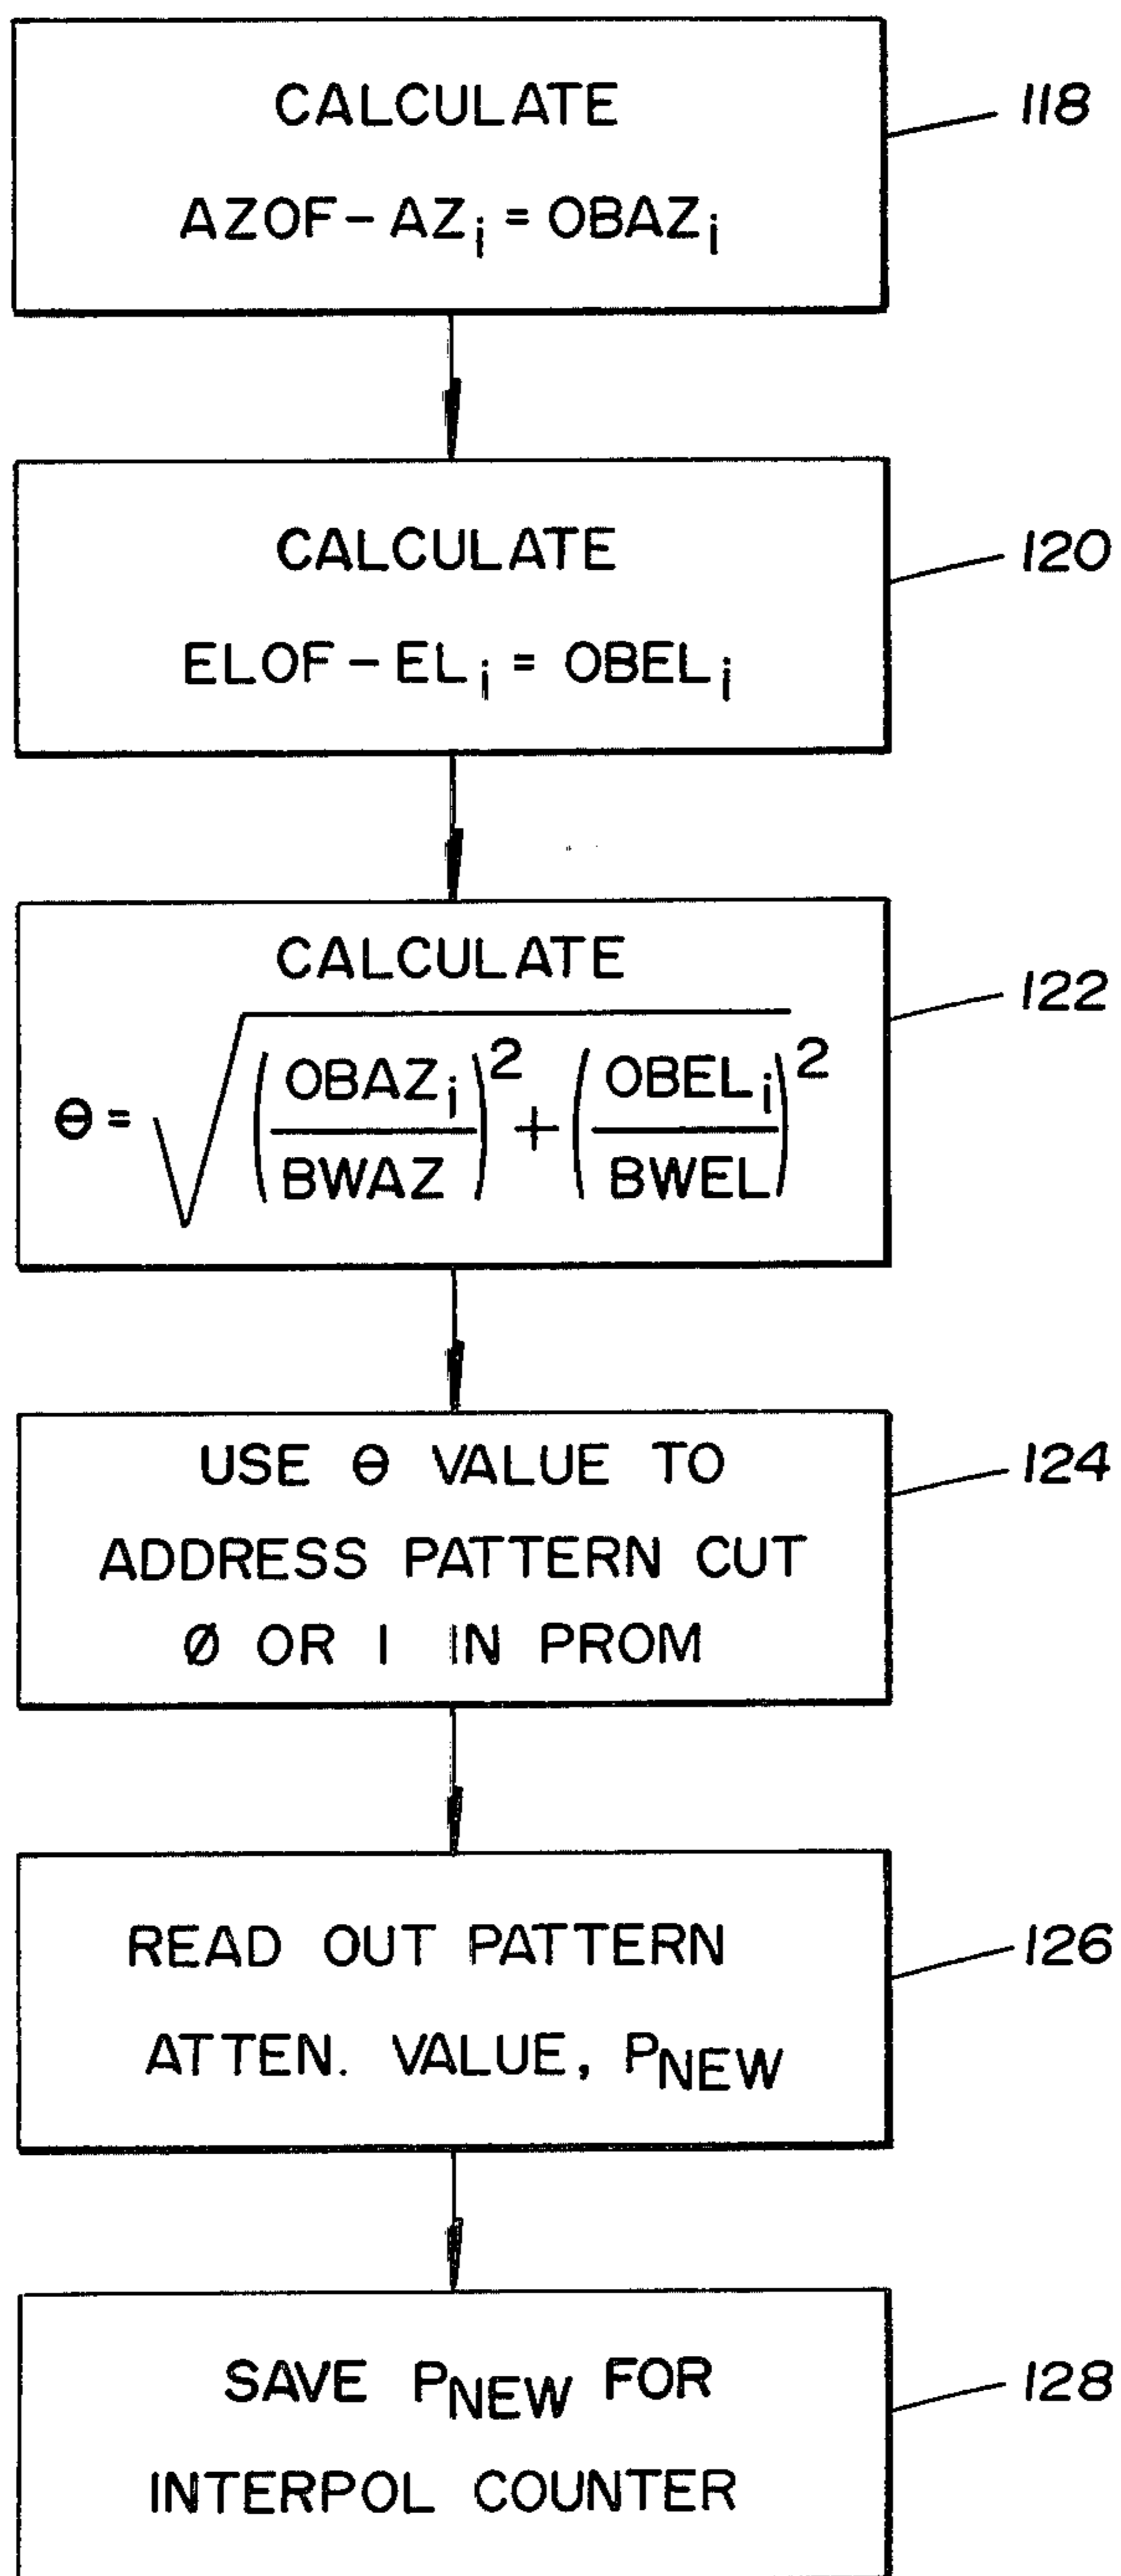 CALCULATE
118
AZOF - AZi = OBAZi
CALCULATE
120
ELOF - ELi = OBELi
CALCULATE
122
θ = √((OBAZi/BWAZ)² + (OBELi/BWEL)²)
USE θ VALUE TO
124
ADDRESS PATTERN CUT
Ø OR 1 IN PROM
READ OUT PATTERN
126
ATTEN. VALUE, PNEW
SAVE PNEW FOR
128
INTERPOL COUNTER